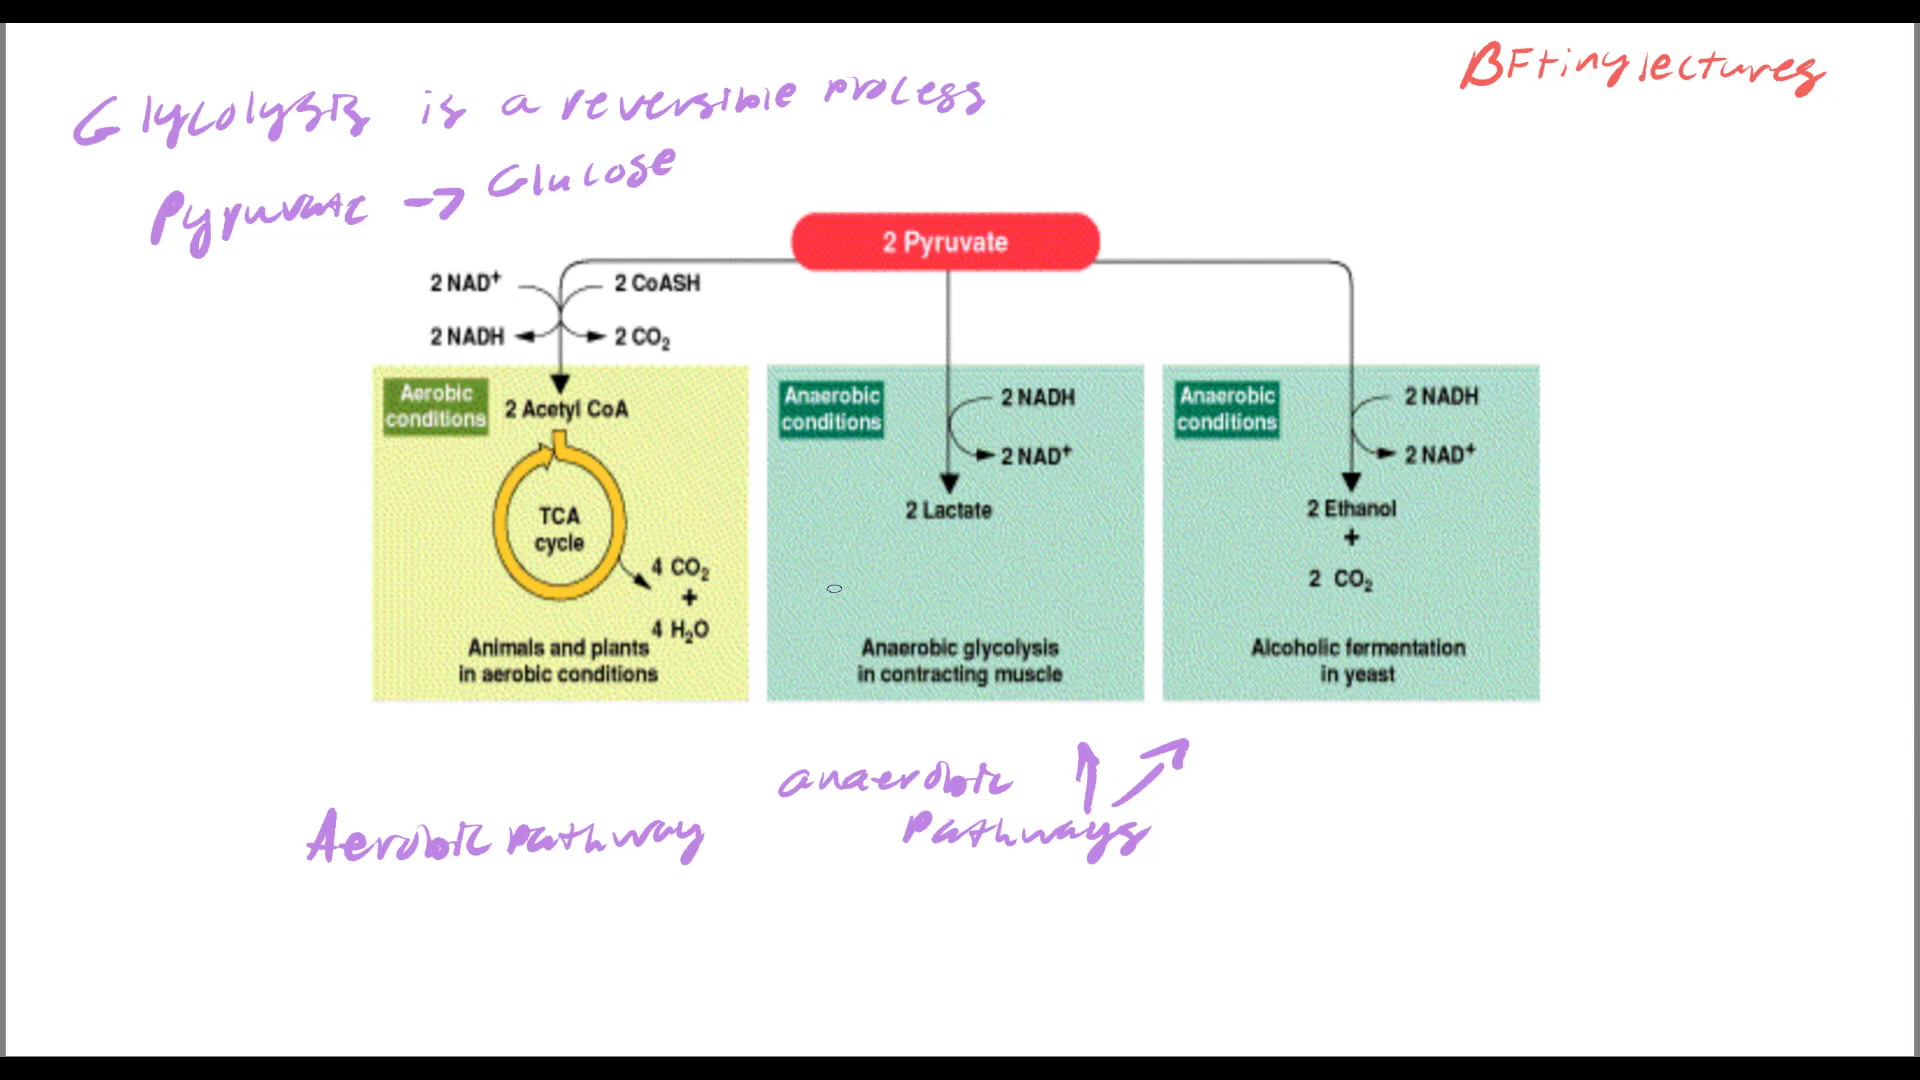 BFtinylectures
Glycolysis is a reversible process
Pyruvate → Glucose
2 Pyruvate
2 NAD⁺
2 CoASH
2 NADH
2 CO₂
Aerobic
conditions
2 Acetyl CoA
TCA
cycle
4 CO₂
+
4 H₂O
Animals and plants
in aerobic conditions
Anaerobic
conditions
2 NADH
2 NAD⁺
2 Lactate
Anaerobic glycolysis
in contracting muscle
Anaerobic
conditions
2 NADH
2 NAD⁺
2 Ethanol
+
2 CO₂
Alcoholic fermentation
in yeast
Aerobic pathway
anaerobic
Pathways